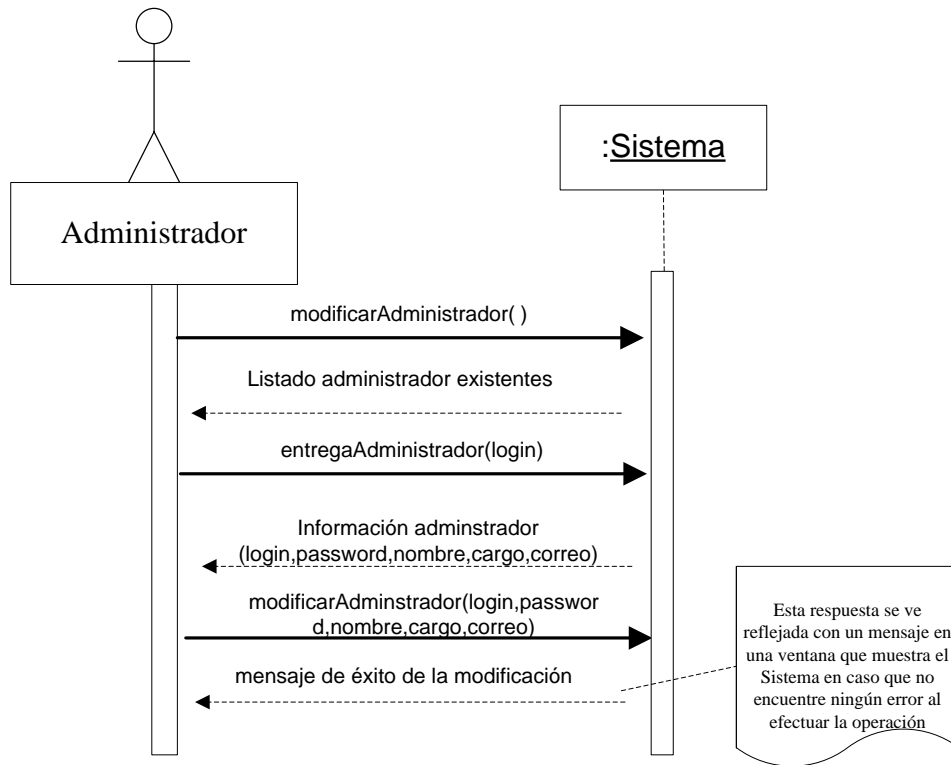 :Sistema
Administrador
modificarAdministrador( )
Listado administrador existentes
entregaAdministrador(login)
Información adminstrador
(login,password,nombre,cargo,correo)
modificarAdminstrador(login,passwor
d,nombre,cargo,correo)
mensaje de éxito de la modificación
Esta respuesta se ve
reflejada con un mensaje en
una ventana que muestra el
Sistema en caso que no
encuentre ningún error al
efectuar la operación